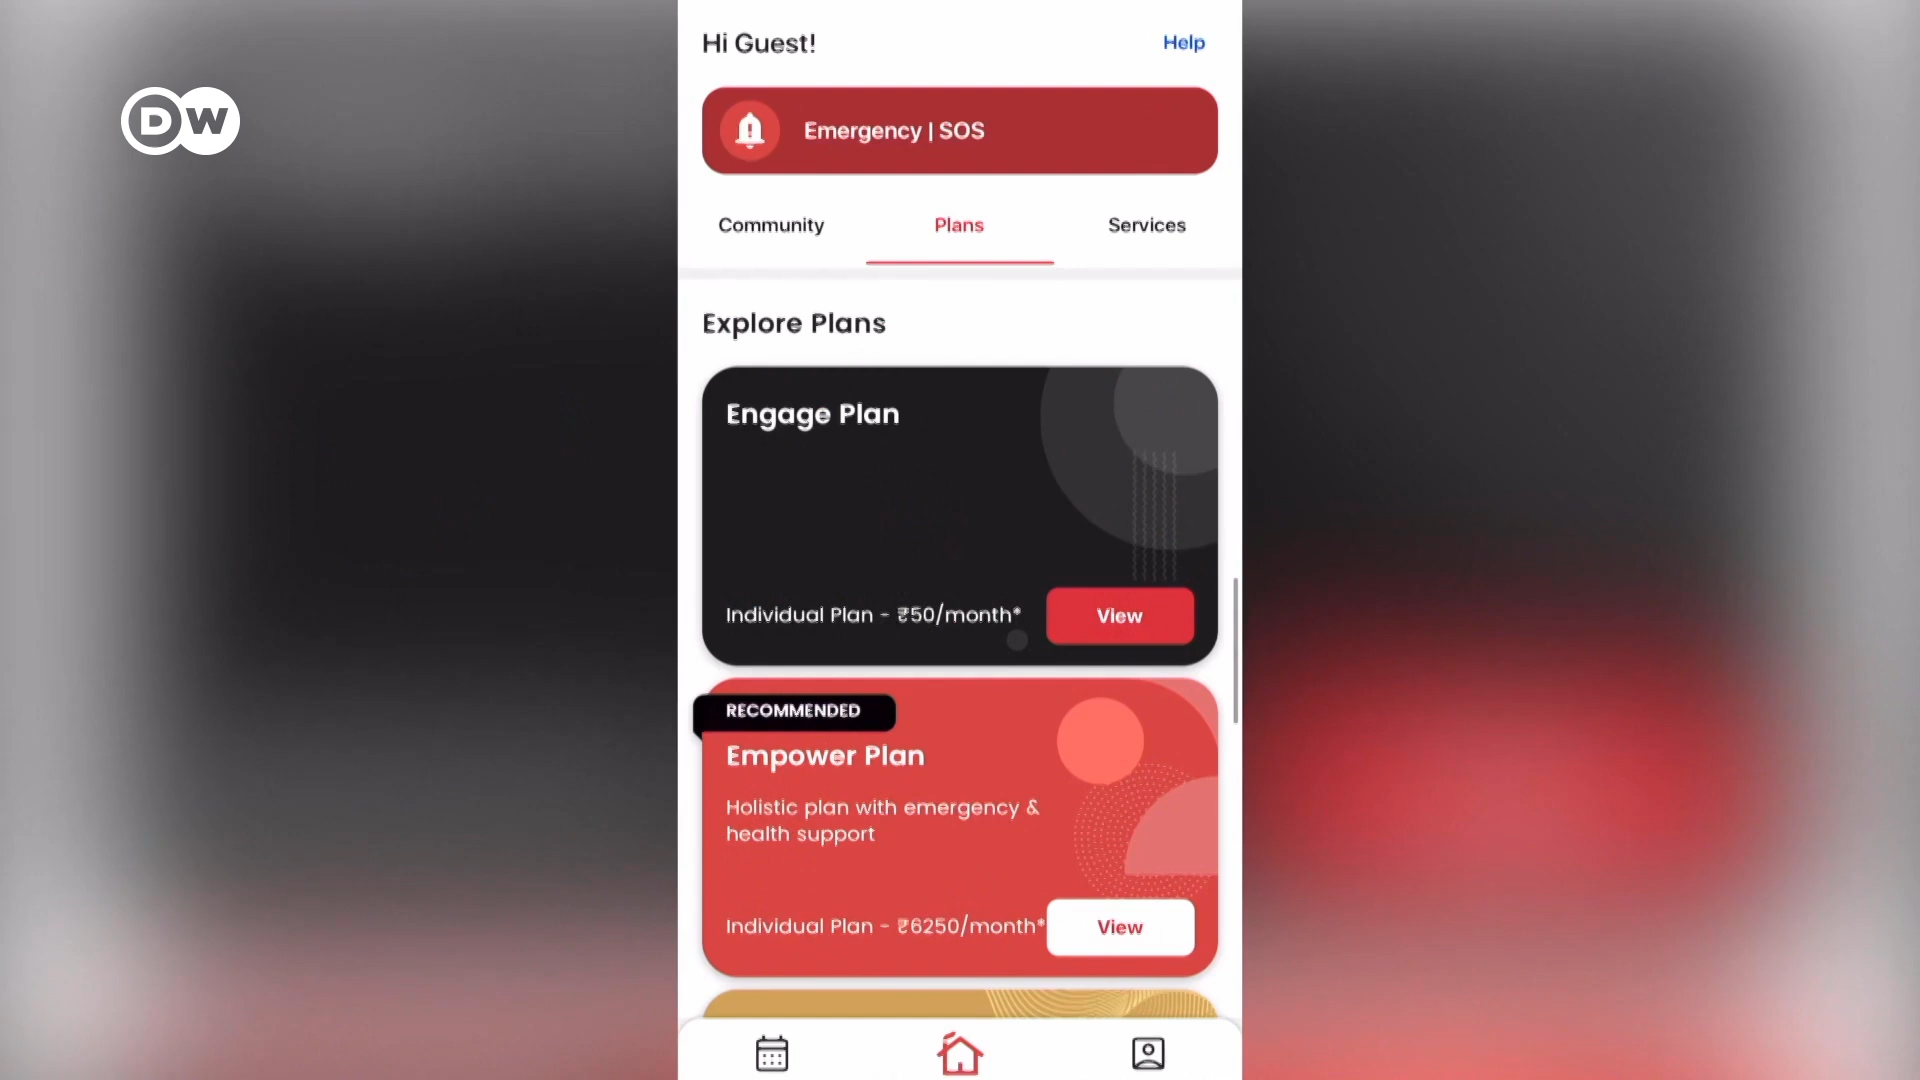 DW
Hi Guest!
Help
Emergency | SOS
Community
Plans
Services
Explore Plans
Engage Plan
Individual Plan - ₹50/month*
View
RECOMMENDED
Empower Plan
Holistic plan with emergency &
health support
Individual Plan - ₹6250/month*
View